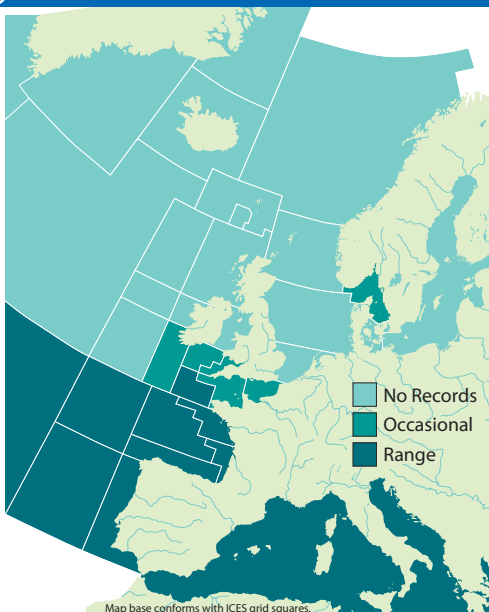 No Records
Occasional
Range
Map base conforms with ICES grid squares.